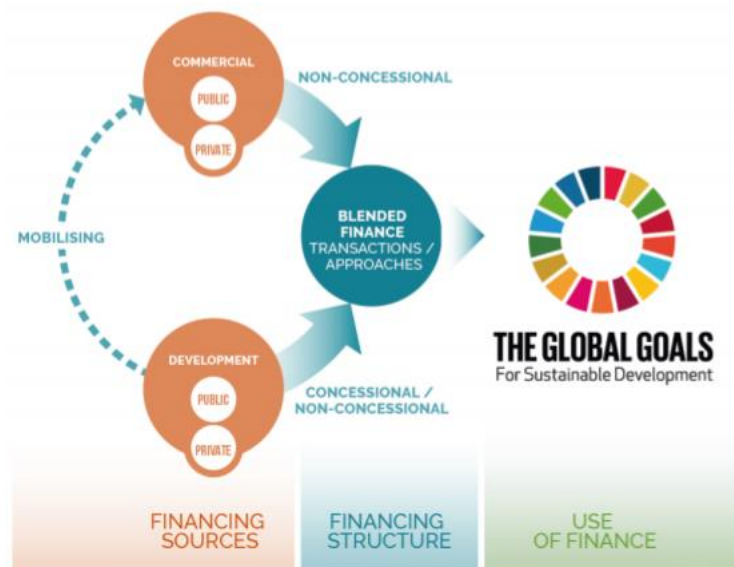 COMMERCIAL
PUBLIC
PRIVATE
NON-CONCESSIONAL
MOBILISING
BLENDED
FINANCE
TRANSACTIONS /
APPROACHES
DEVELOPMENT
PUBLIC
PRIVATE
CONCESSIONAL /
NON-CONCESSIONAL
THE GLOBAL GOALS
For Sustainable Development
FINANCING
SOURCES
FINANCING
STRUCTURE
USE
OF FINANCE